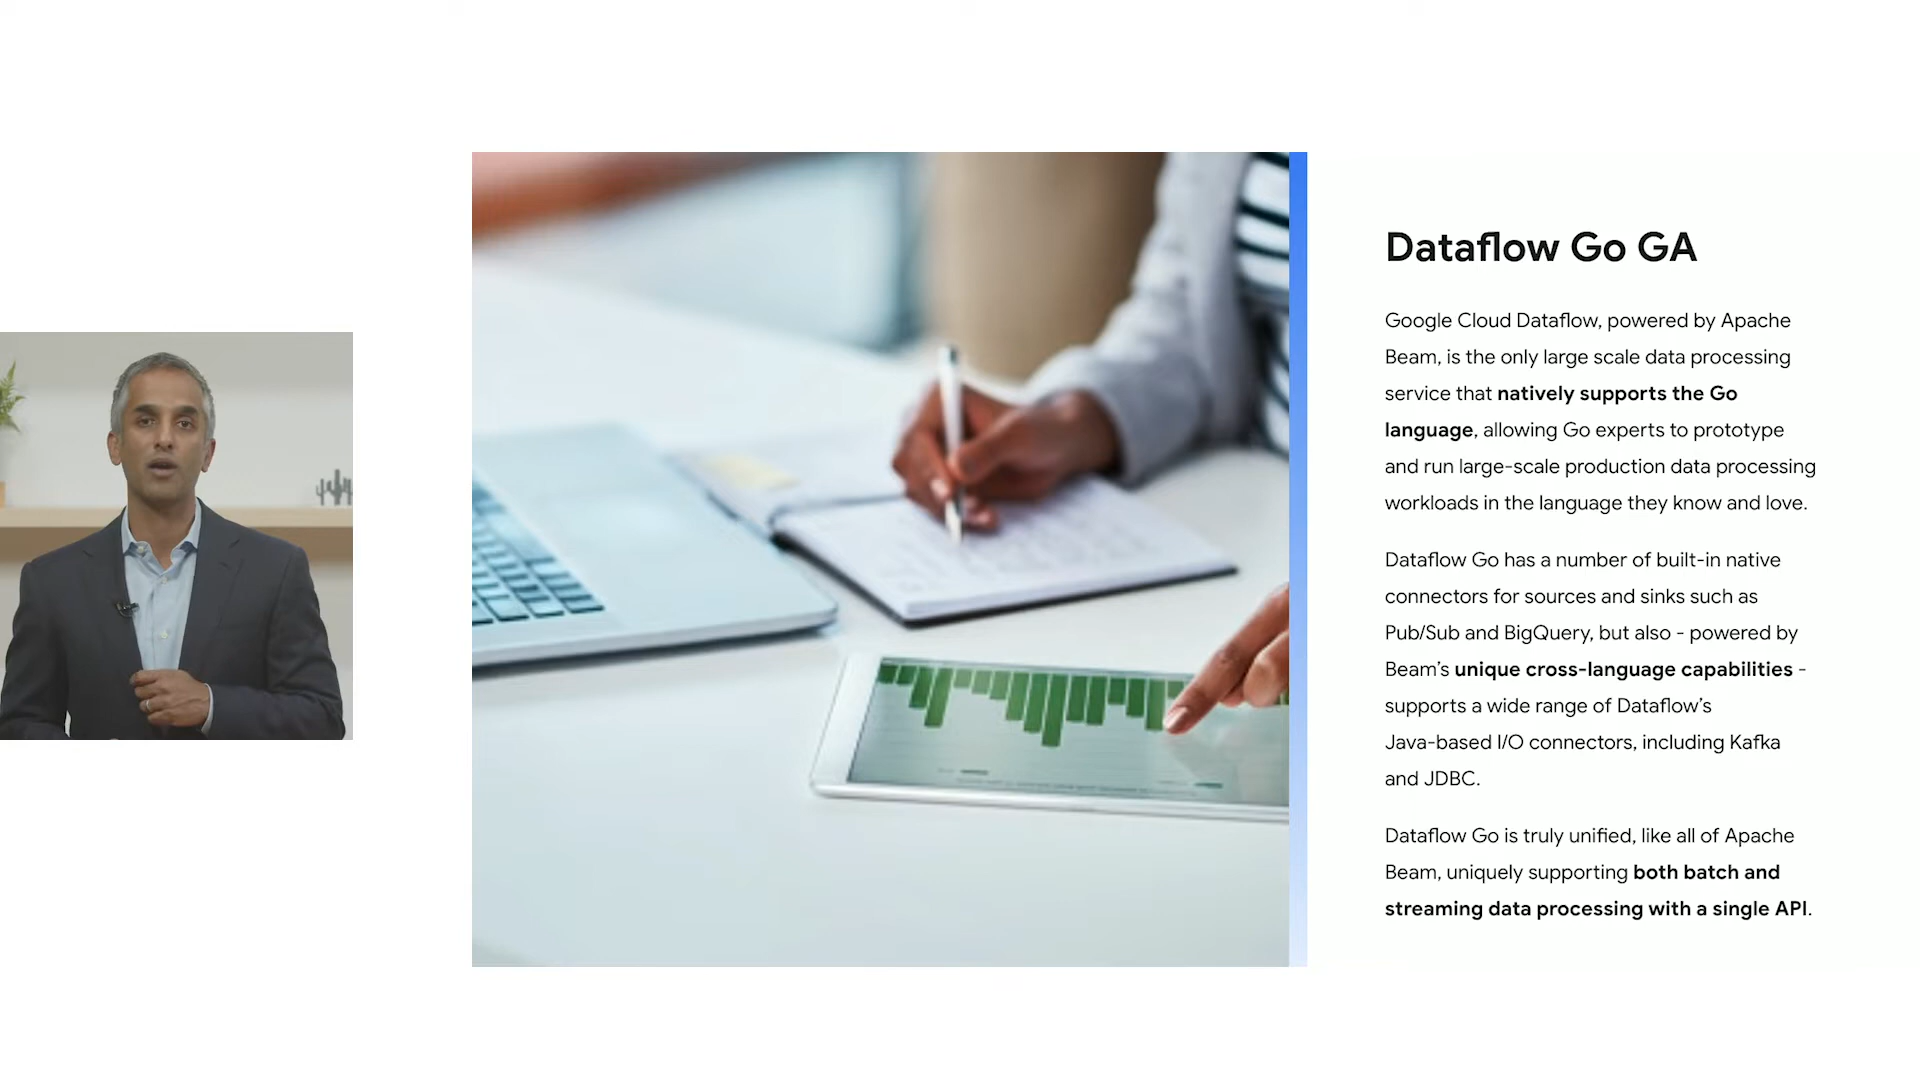 Dataflow Go GA
Google Cloud Dataflow, powered by Apache
Beam, is the only large scale data processing
service that natively supports the Go
language, allowing Go experts to prototype
and run large-scale production data processing
workloads in the language they know and love.
Dataflow Go has a number of built-in native
connectors for sources and sinks such as
Pub/Sub and BigQuery, but also - powered by
Beam’s unique cross-language capabilities -
supports a wide range of Dataflow’s
Java-based I/O connectors, including Kafka
and JDBC.
Dataflow Go is truly unified, like all of Apache
Beam, uniquely supporting both batch and
streaming data processing with a single API.